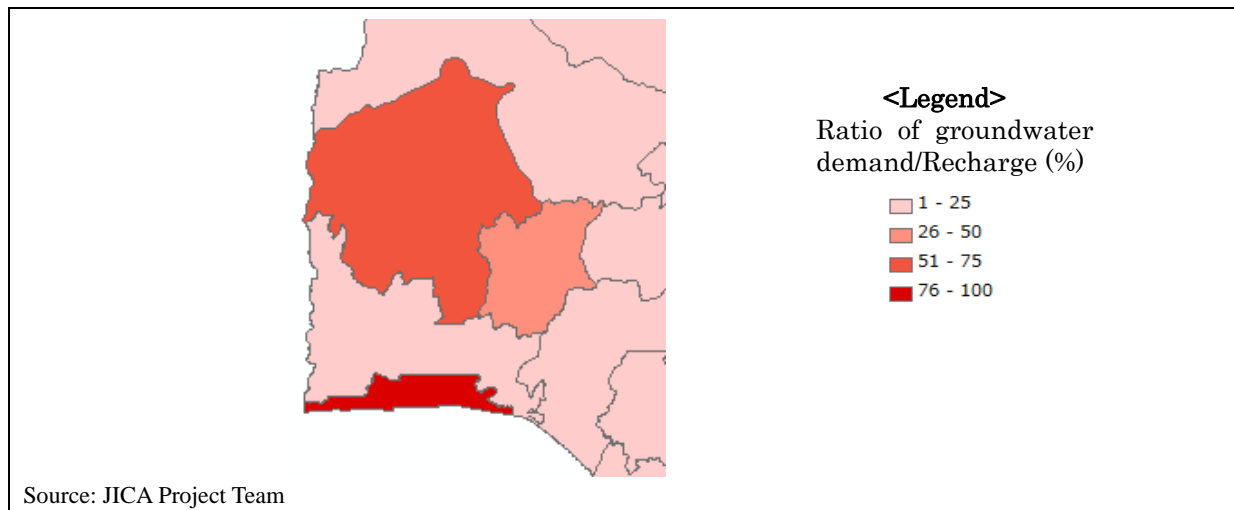 <Legend>
Ratio of groundwater
demand/Recharge (%)
1 - 25
26 - 50
51 - 75
76 - 100
Source: JICA Project Team